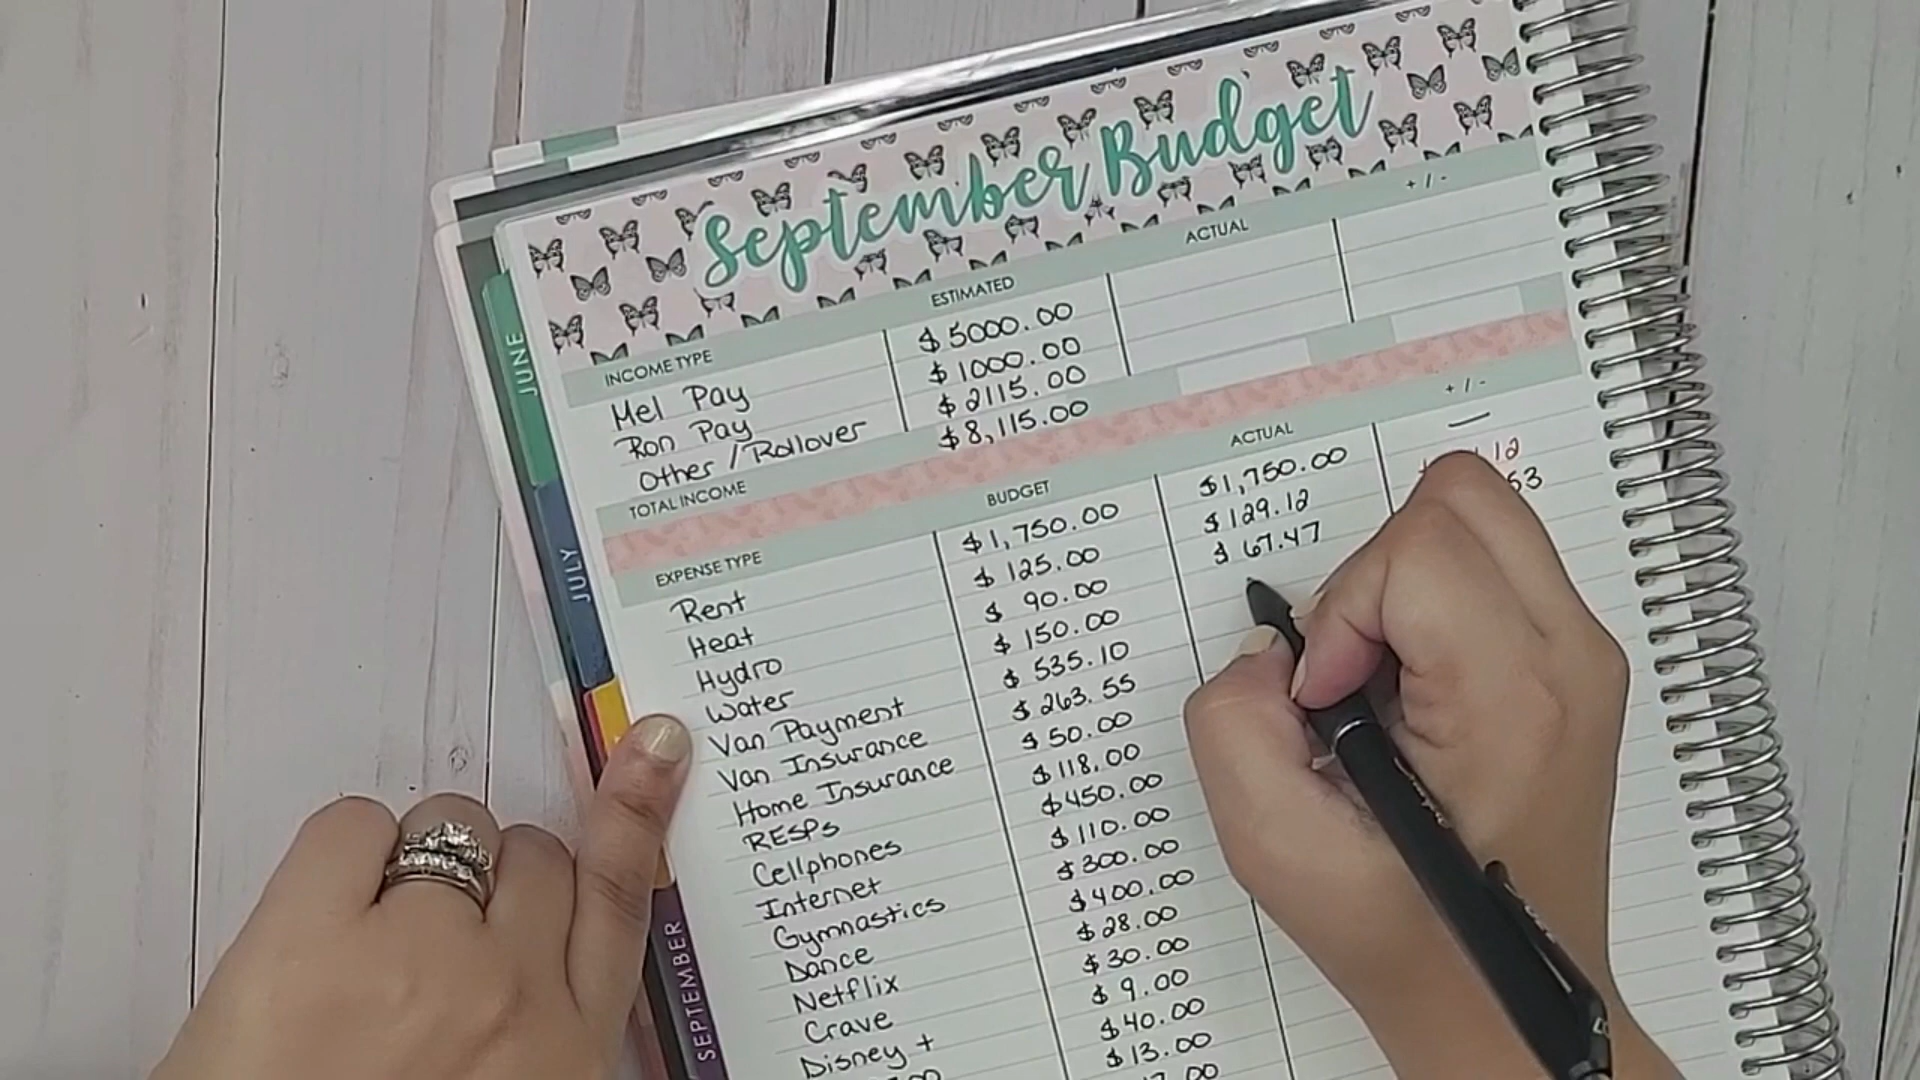 September Budget
INCOME TYPE ESTIMATED ACTUAL +/-
Mel Pay $5000.00
Ron Pay $1000.00
Other/Rollover $2115.00
TOTAL INCOME $8,115.00
EXPENSE TYPE BUDGET ACTUAL +/-
Rent $1,750.00 $1,750.00 —
Heat $125.00 $129.12 .12
Hydro $90.00 $67.47 53
Water $150.00
Van Payment $535.10
Van Insurance $263.55
Home Insurance $50.00
RESPs $118.00
Cellphones $450.00
Internet $110.00
Gymnastics $300.00
Dance $400.00
Netflix $28.00
Crave $30.00
Disney + $9.00
$40.00
$13.00
JUNE
JULY
SEPTEMBER